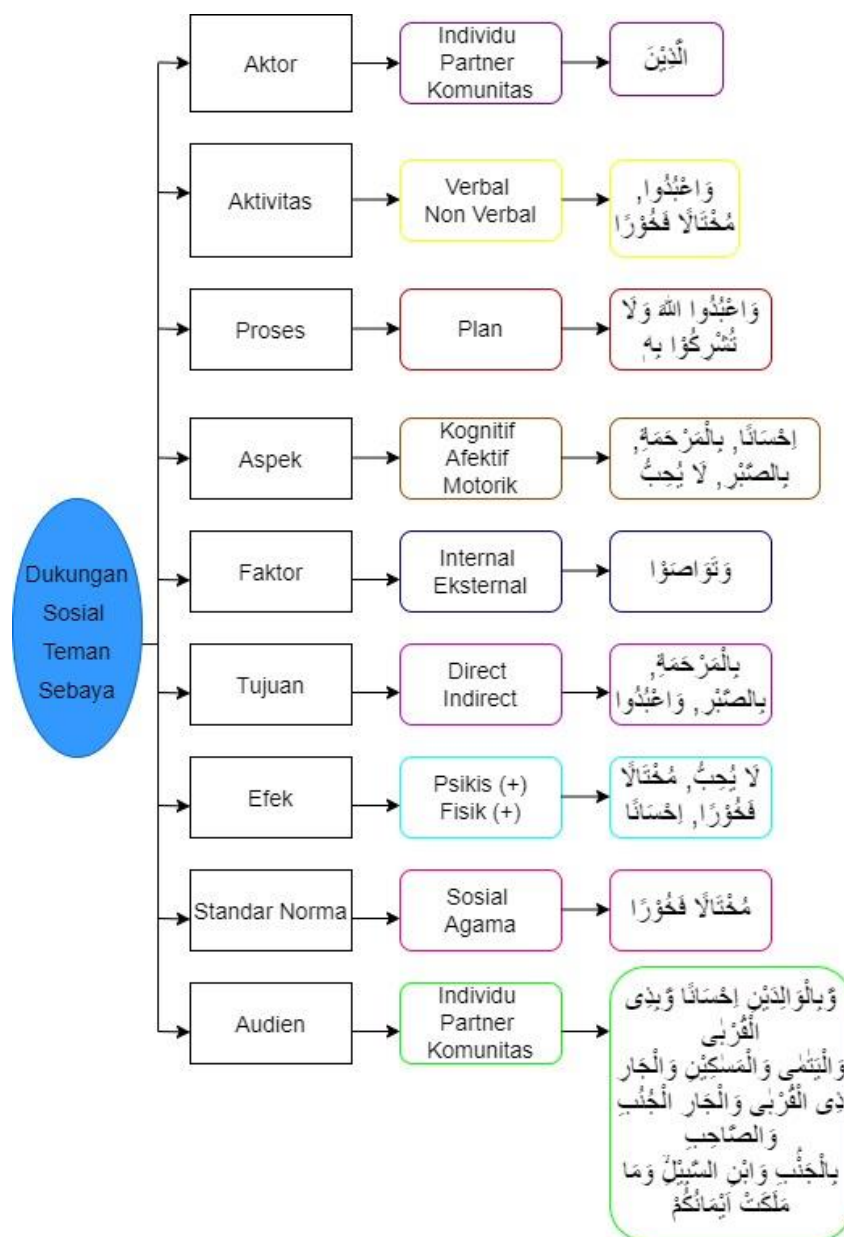 Dukungan
Sosial
Teman
Sebaya
Aktor
Individu
Partner
Komunitas
الَّذِيْنَ
Aktivitas
Verbal
Non Verbal
وَاعْبُدُوا,
مُخْتَالًا فَخُوْرًا
Proses
Plan
وَاعْبُدُوا اللهَ وَلَا
تُشْرِكُوْا بِهٖ
Aspek
Kognitif
Afektif
Motorik
اِحْسَانًا, بِالْمَرْحَمَةِۗ,
بِالصَّبْرِ, لَا يُحِبُّ
Faktor
Internal
Eksternal
وَتَوَاصَوْا
Tujuan
Direct
Indirect
بِالْمَرْحَمَةِۗ,
بِالصَّبْرِ, وَاعْبُدُوا
Efek
Psikis (+)
Fisik (+)
لَا يُحِبُّ, مُخْتَالًا
فَخُوْرًا, اِحْسَانًا
Standar Norma
Sosial
Agama
مُخْتَالًا فَخُوْرًا
Audien
Individu
Partner
Komunitas
وَّبِالْوَالِدَيْنِ اِحْسَانًا وَّبِذِى
الْقُرْبٰى
وَالْيَتٰمٰى وَالْمَسٰكِيْنِ وَالْجَارِ
ذِى الْقُرْبٰى وَالْجَارِ الْجُنُبِ
وَالصَّاحِبِ
بِالْجَنْۢبِ وَابْنِ السَّبِيْلِۙ وَمَا
مَلَكَتْ اَيْمَانُكُمْ